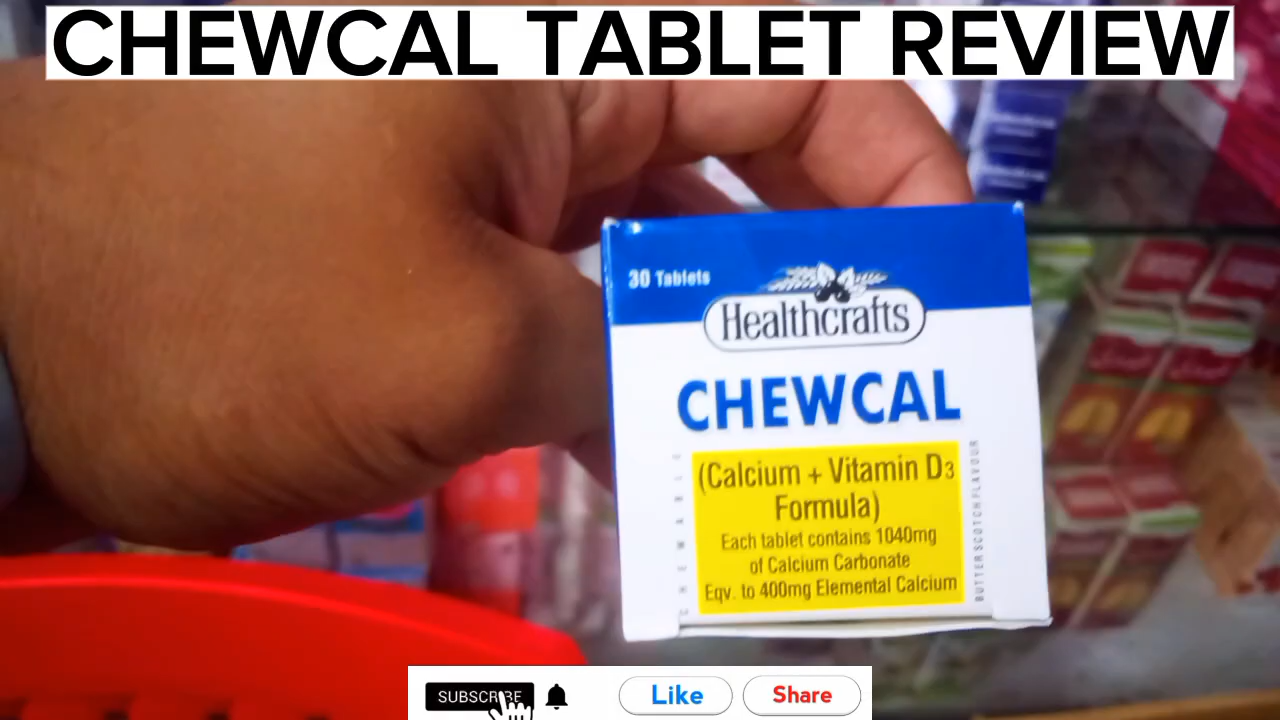 CHEWCAL TABLET REVIEW
30 Tablets
Healthcrafts
CHEWCAL
(Calcium + Vitamin D3
Formula)
Each tablet contains 1040mg
of Calcium Carbonate
Eqv. to 400mg Elemental Calcium
CHEWABLE
BUTTERSCOTCH FLAVOUR
SUBSCRIBE
Like
Share